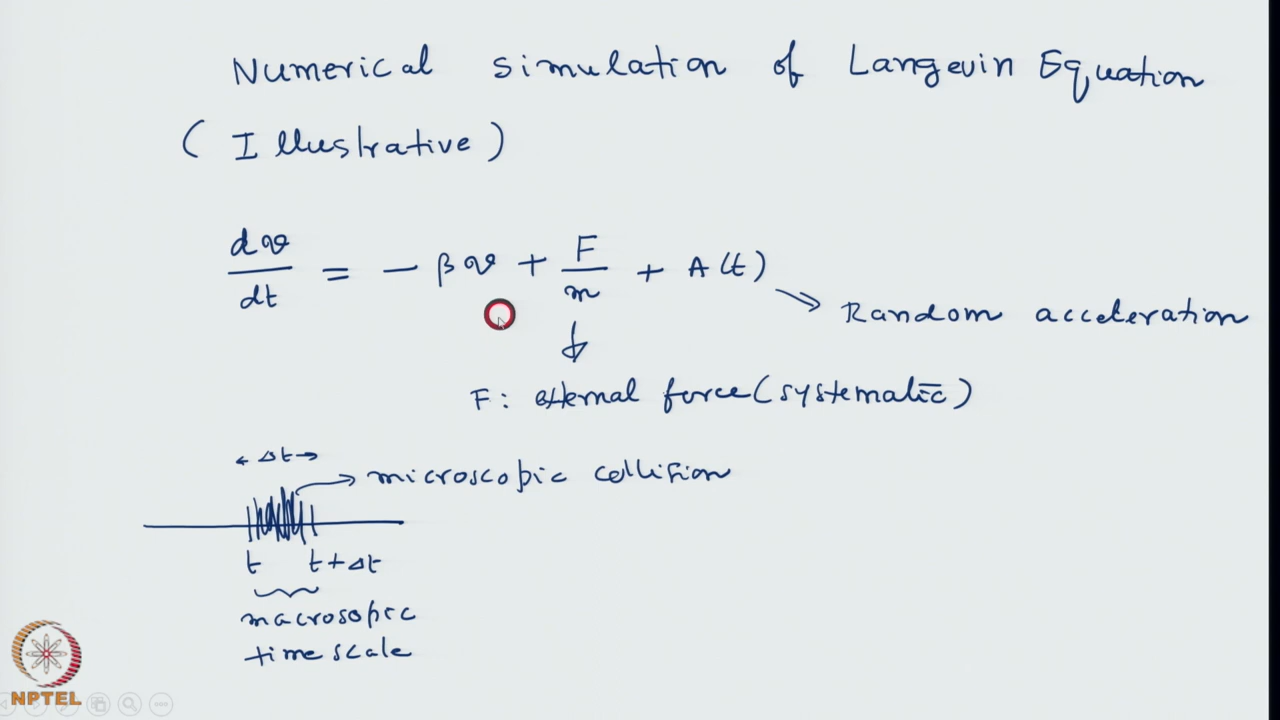 Numerical simulation of Langevin Equation
(Illustrative)
dv/dt = - βv + F/m + A(t)
Random acceleration
F: external force (systematic)
Δt
microscopic collision
t t+Δt
macrosopic
time scale
NPTEL